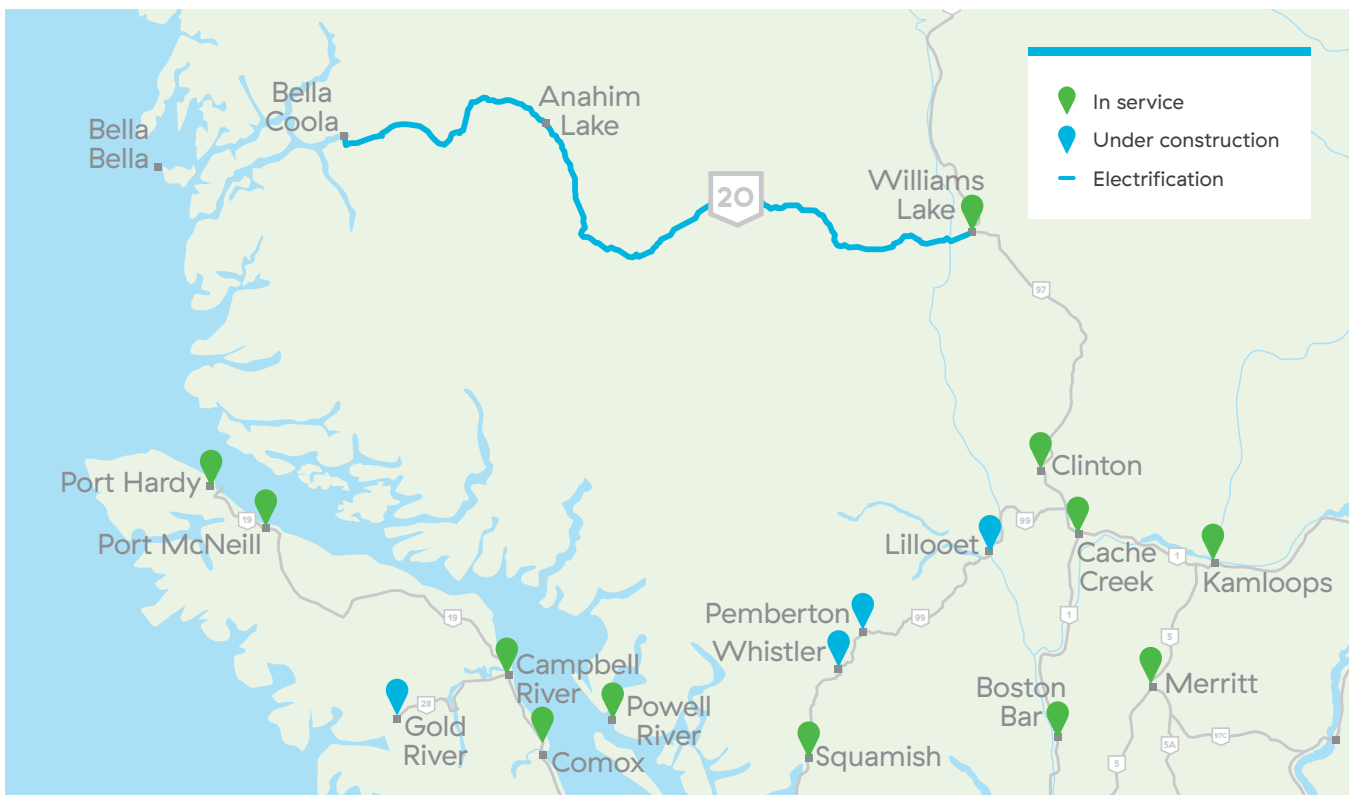 In service
Under construction
Electrification
Bella
Coola
Anahim
Lake
Bella
Bella
Williams
Lake
20
97
Port Hardy
19
Port McNeill
Clinton
99
Lillooet
Cache
Creek
1
Kamloops
Pemberton
Whistler
99
19
1
5
Campbell
River
Gold
River
28
Powell
River
Comox
Squamish
Boston
Bar
Merritt
5A
97C
5